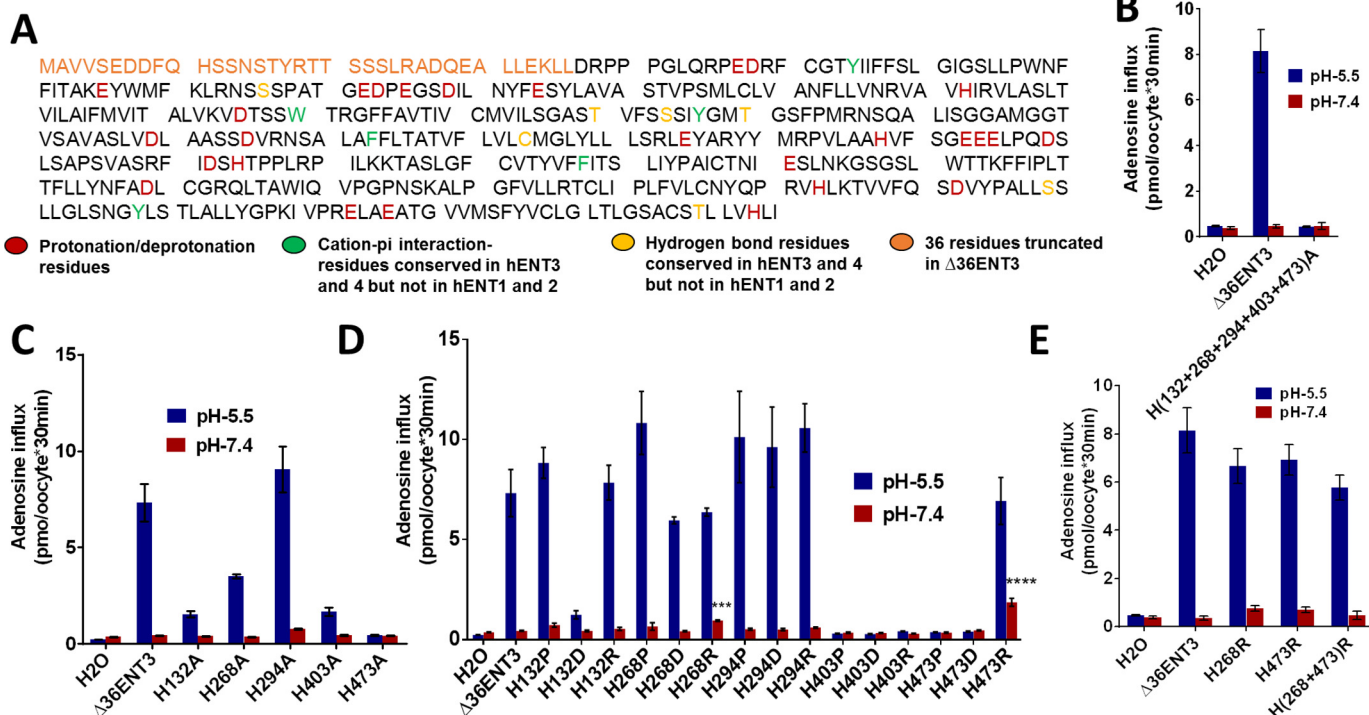 A
MAVVSEDDFQ HSSNSTYRTT SSSLRADQEA LLEKLLDRPP PGLQRPEDRF CGTYIIFFSL GIGSLLPWNF
FITAKEYWMF KLRNSSSPAT GEDPEGSDIL NYFESYLAVA STVPSMLCLV ANFLLVNRVA VHIRVLASLT
VILAIFMVIT ALVKVDTSSW TRGFFAVTIV CMVILSGAST VFSSSIYGMT GSFPMRNSQA LISGGAMGGT
VSAVASLVDL AASSDVRNSA LAFFLTATVF LVLCMGLYLL LSRLEYARYY MRPVLAAHVF SGEEELPQDS
LSAPSVASRF IDSHTPPLRP ILKKTASLGF CVTYVFFITS LIYPAICTNI ESLNKGSGSL WTTKFFIPLT
TFLLYNFADL CGRQLTAWIQ VPGPNSKALP GFVLLRTCLI PLFVLCNYQP RVHLKTVVFQ SDVYPALLSS
LLGLSNGYLS TLALLYGPKI VPRELAEATG VVMSFYVCLG LTLGSACSTL LVHLI
Protonation/deprotonation
residues
Cation-pi interaction-
residues conserved in hENT3
and 4 but not in hENT1 and 2
Hydrogen bond residues
conserved in hENT3 and 4
but not in hENT1 and 2
36 residues truncated
in Δ36ENT3
B
Adenosine influx
(pmol/oocyte*30min)
10
8
6
4
2
0
pH-5.5
pH-7.4
H2O
Δ36ENT3
H(132+268+294+403+473)A
C
Adenosine influx
(pmo/oocyte*30min)
15
10
5
0
pH-5.5
pH-7.4
H2O
Δ36ENT3
H132A
H268A
H294A
H403A
H473A
D
Adenosine influx
(pmol/oocyte*30min)
15
10
5
0
pH-5.5
pH-7.4
***
****
H2O
Δ36ENT3
H132P
H132D
H132R
H268P
H268D
H268R
H294P
H294D
H294R
H403P
H403D
H403R
H473P
H473D
H473R
E
Adenosine influx
(pmol/oocyte*30min)
10
8
6
4
2
0
pH-5.5
pH-7.4
H2O
Δ36ENT3
H268R
H473R
H(268+473)R